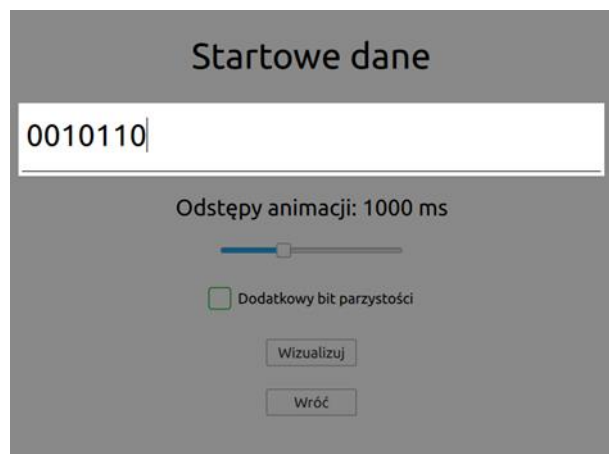 Startowe dane
0010110
Odstępy animacji: 1000 ms
Dodatkowy bit parzystości
Wizualizuj
Wróć